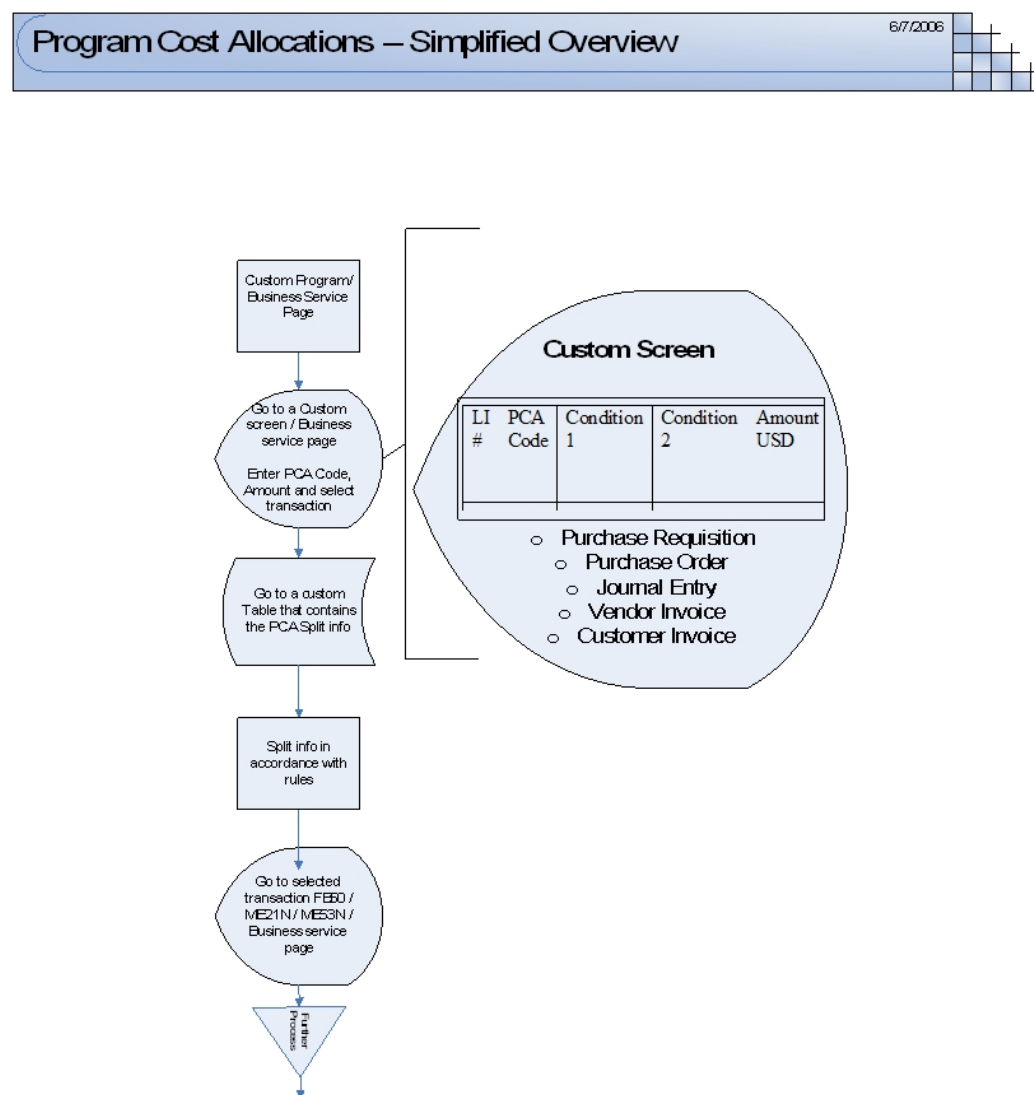 Program Cost Allocations – Simplified Overview
6/7/2006
Custom Program/
Business Service
Page
Go to a Custom
screen / Business
service page
Enter PCA Code,
Amount and select
transaction
Go to a custom
Table that contains
the PCA Split info
Split info in
accordance with
rules
Go to selected
transaction FB50 /
ME21N / ME53N /
Business service
page
Further
Process
Custom Screen
LI PCA Condition Condition Amount
# Code 1 2 USD
o Purchase Requisition
o Purchase Order
o Journal Entry
o Vendor Invoice
o Customer Invoice